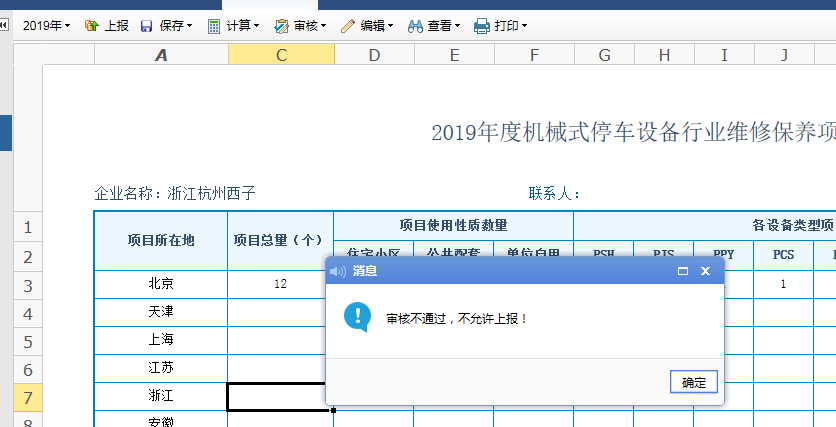 2019年 上报 保存 计算 审核 编辑 查看 打印
A C D E F G H I J
2019年度机械式停车设备行业维修保养项
企业名称：浙江杭州西子 联系人：
1 项目所在地 项目总量（个） 项目使用性质数量 各设备类型项
2 住宅小区 公共配套 单位自用 PSH PJS PPY PCS
消息
3 北京 12 1
4 天津
审核不通过，不允许上报！
5 上海
6 江苏
确定
7 浙江
8 安徽